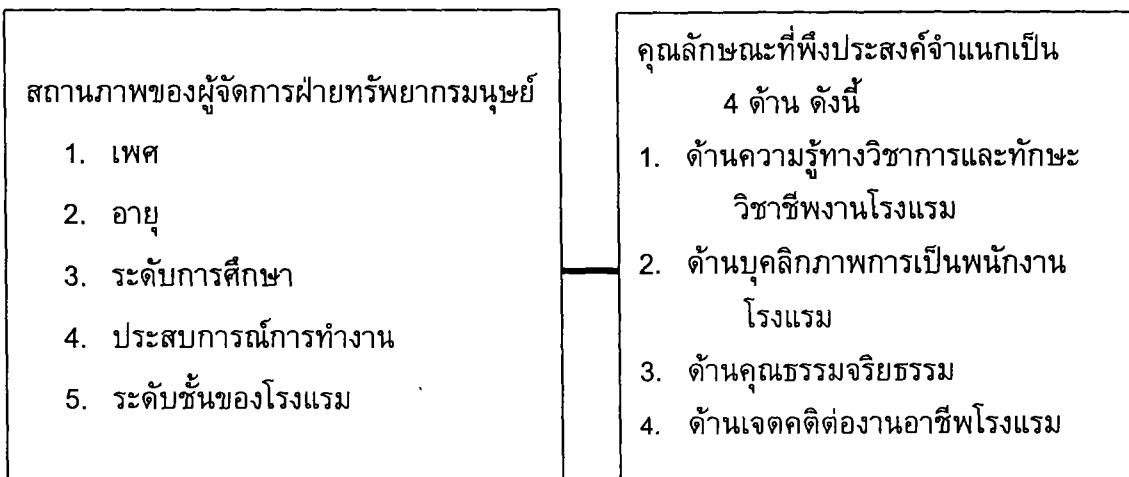 สถานภาพของผู้จัดการฝ่ายทรัพยากรมนุษย์
1. เพศ
2. อายุ
3. ระดับการศึกษา
4. ประสบการณ์การทำงาน
5. ระดับชั้นของโรงแรม
คุณลักษณะที่พึงประสงค์จำแนกเป็น
4 ด้าน ดังนี้
1. ด้านความรู้ทางวิชาการและทักษะ
วิชาชีพงานโรงแรม
2. ด้านบุคลิกภาพการเป็นพนักงาน
โรงแรม
3. ด้านคุณธรรมจริยธรรม
4. ด้านเจตคติต่องานอาชีพโรงแรม